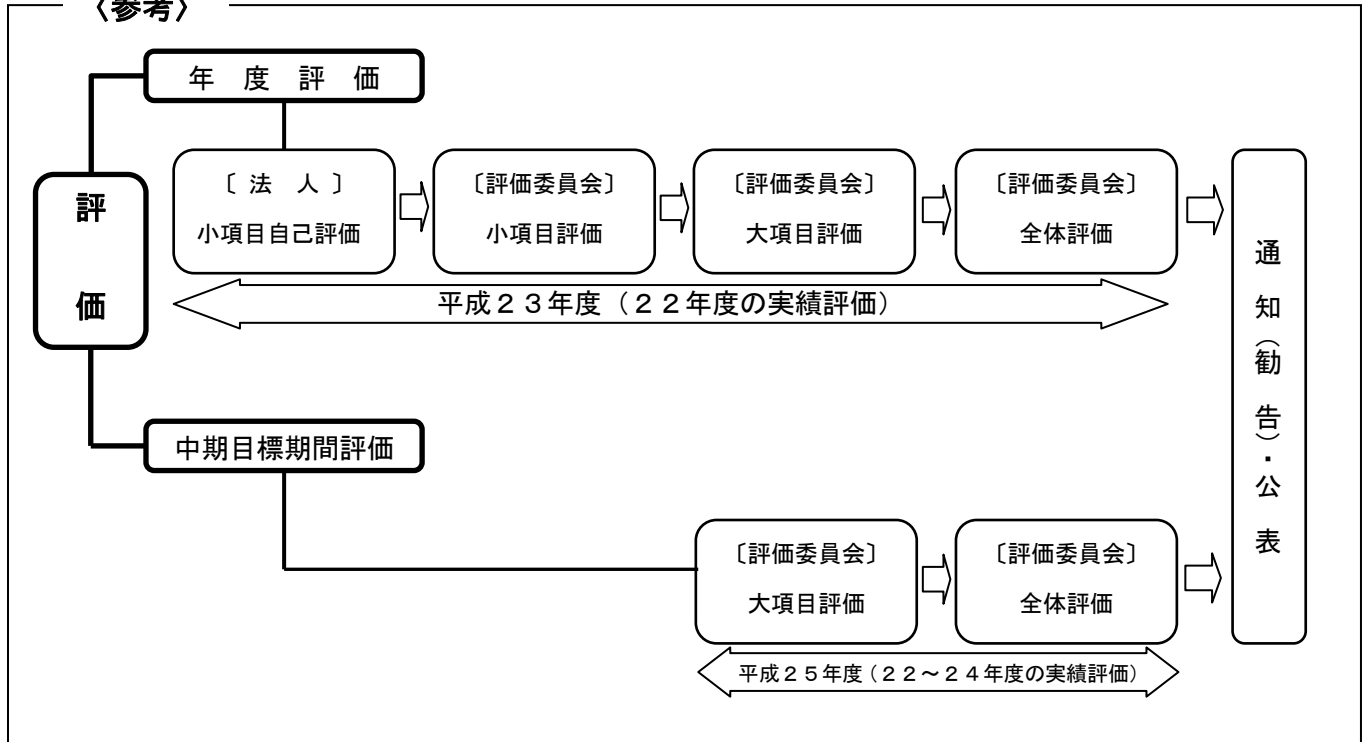 〈参考〉
年 度 評 価
評 価
〔 法 人 〕
小項目自己評価
〔評価委員会〕
小項目評価
〔評価委員会〕
大項目評価
〔評価委員会〕
全体評価
平成２３年度（２２年度の実績評価）
通知（勧告）・公表
中期目標期間評価
〔評価委員会〕
大項目評価
〔評価委員会〕
全体評価
平成２５年度（２２～２４年度の実績評価）